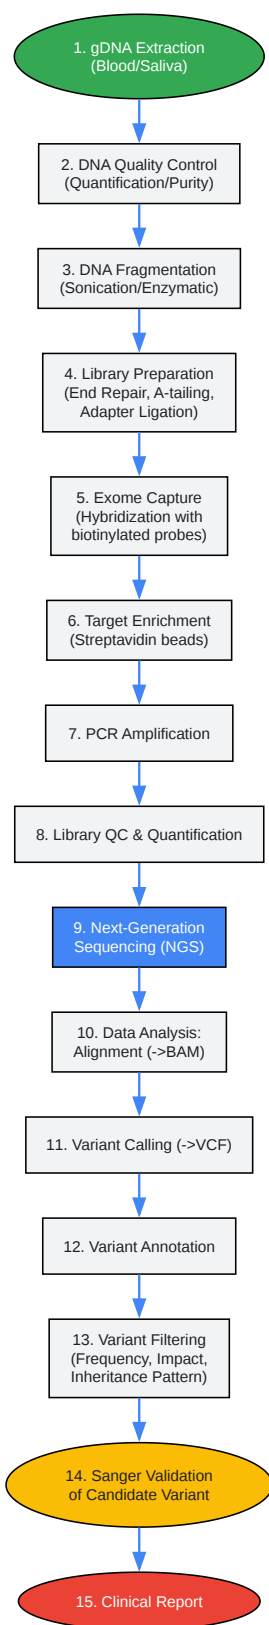 1. gDNA Extraction
(Blood/Saliva)
2. DNA Quality Control
(Quantification/Purity)
3. DNA Fragmentation
(Sonication/Enzymatic)
4. Library Preparation
(End Repair, A-tailing,
Adapter Ligation)
5. Exome Capture
(Hybridization with
biotinylated probes)
6. Target Enrichment
(Streptavidin beads)
7. PCR Amplification
8. Library QC & Quantification
9. Next-Generation
Sequencing (NGS)
10. Data Analysis:
Alignment (->BAM)
11. Variant Calling (->VCF)
12. Variant Annotation
13. Variant Filtering
(Frequency, Impact,
Inheritance Pattern)
14. Sanger Validation
of Candidate Variant
15. Clinical Report